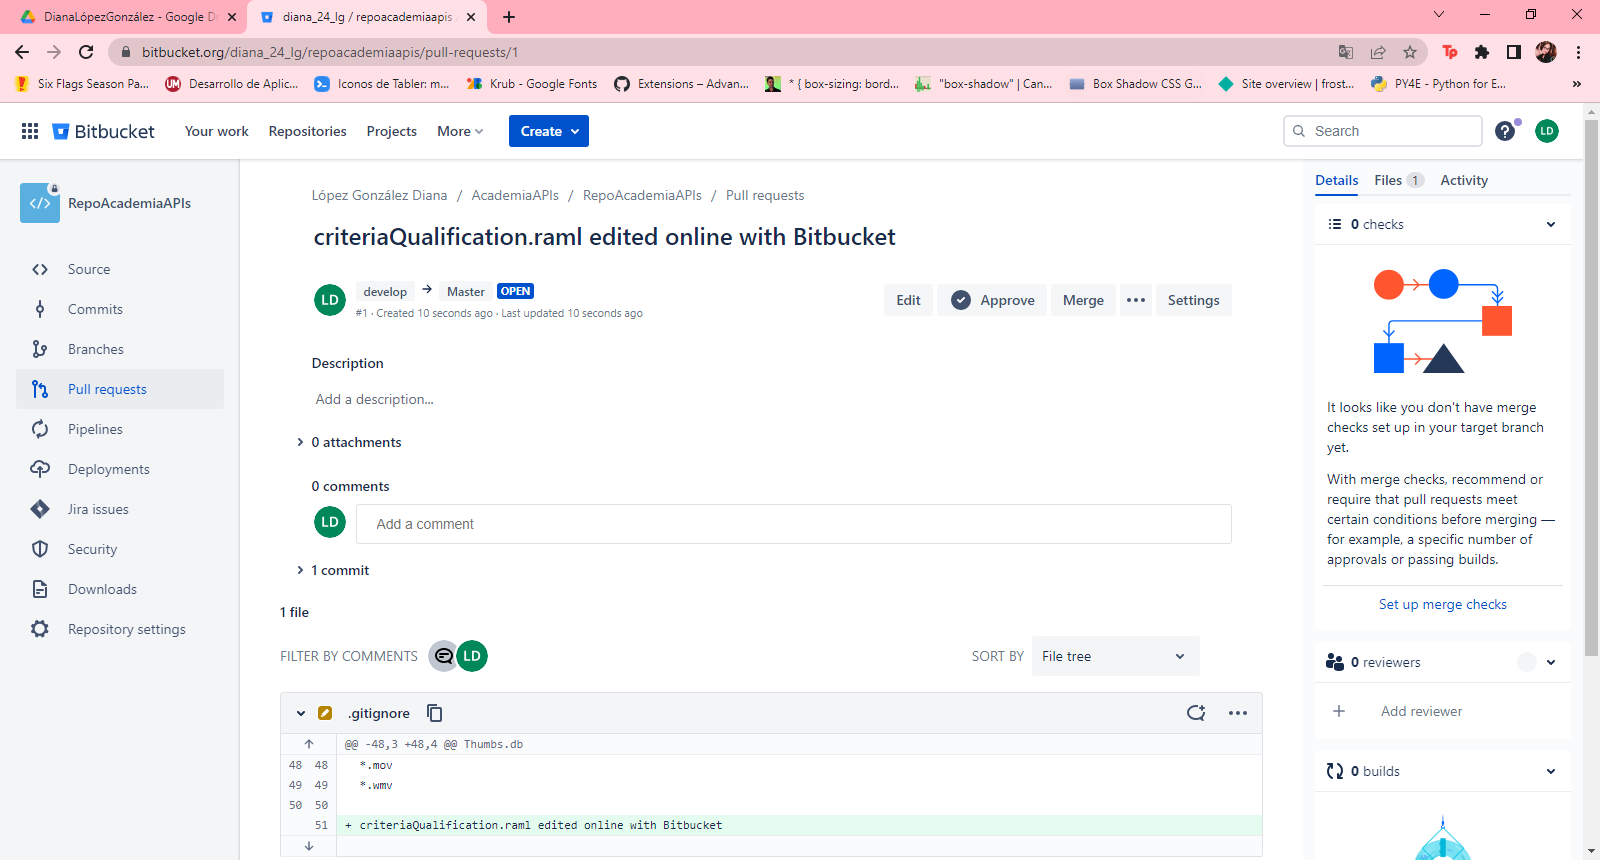 DianaLópezGonzález - Google D
diana_24_lg / repoacademiaapis
bitbucket.org/diana_24_lg/repoacademiaapis/pull-requests/1
Tp
Six Flags Season Pa...
Desarrollo de Aplic...
Iconos de Tabler: m...
Krub - Google Fonts
Extensions – Advan...
* { box-sizing: bord...
"box-shadow" | Can...
Box Shadow CSS G...
Site overview | frost...
PY4E - Python for E...
»
Bitbucket
Your work
Repositories
Projects
More
Create
Search
LD
RepoAcademiaAPIs
Source
Commits
Branches
Pull requests
Pipelines
Deployments
Jira issues
Security
Downloads
Repository settings
López González Diana / AcademiaAPIs / RepoAcademiaAPIs / Pull requests
criteriaQualification.raml edited online with Bitbucket
LD
develop → Master OPEN
#1 · Created 10 seconds ago · Last updated 10 seconds ago
Edit
Approve
Merge
Settings
Description
Add a description...
0 attachments
0 comments
LD
Add a comment
1 commit
1 file
FILTER BY COMMENTS
LD
SORT BY
File tree
.gitignore
@@ -48,3 +48,4 @@ Thumbs.db
48 48 *.mov
49 49 *.wmv
50 50
51 + criteriaQualification.raml edited online with Bitbucket
Details
Files 1
Activity
0 checks
It looks like you don't have merge
checks set up in your target branch
yet.
With merge checks, recommend or
require that pull requests meet
certain conditions before merging —
for example, a specific number of
approvals or passing builds.
Set up merge checks
0 reviewers
+ Add reviewer
0 builds